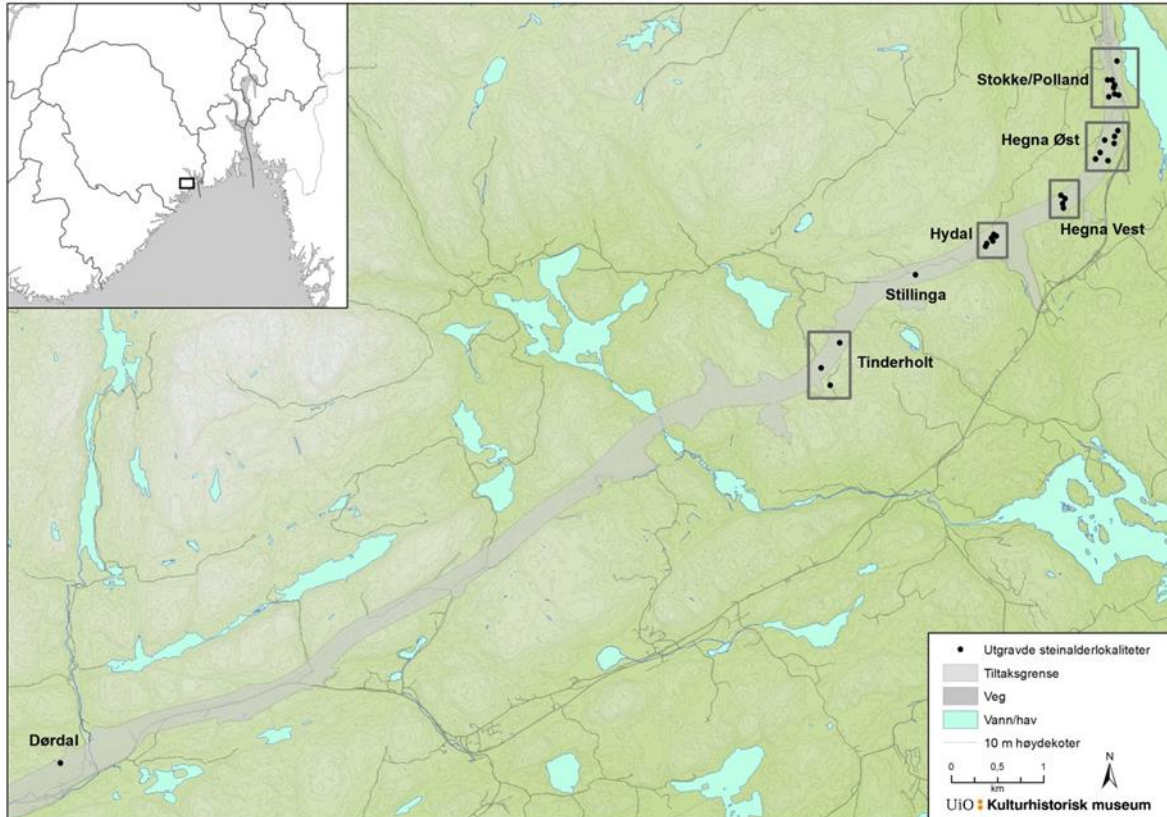 Stokke/Polland
Hegna Øst
Hegna Vest
Hydal
Stillinga
Tinderholt
Dørdal
Utgravde steinalderlokaliteter
Tiltaksgrense
Veg
Vann/hav
10 m høydekoter
0 0,5 1
km
N
UiO Kulturhistorisk museum